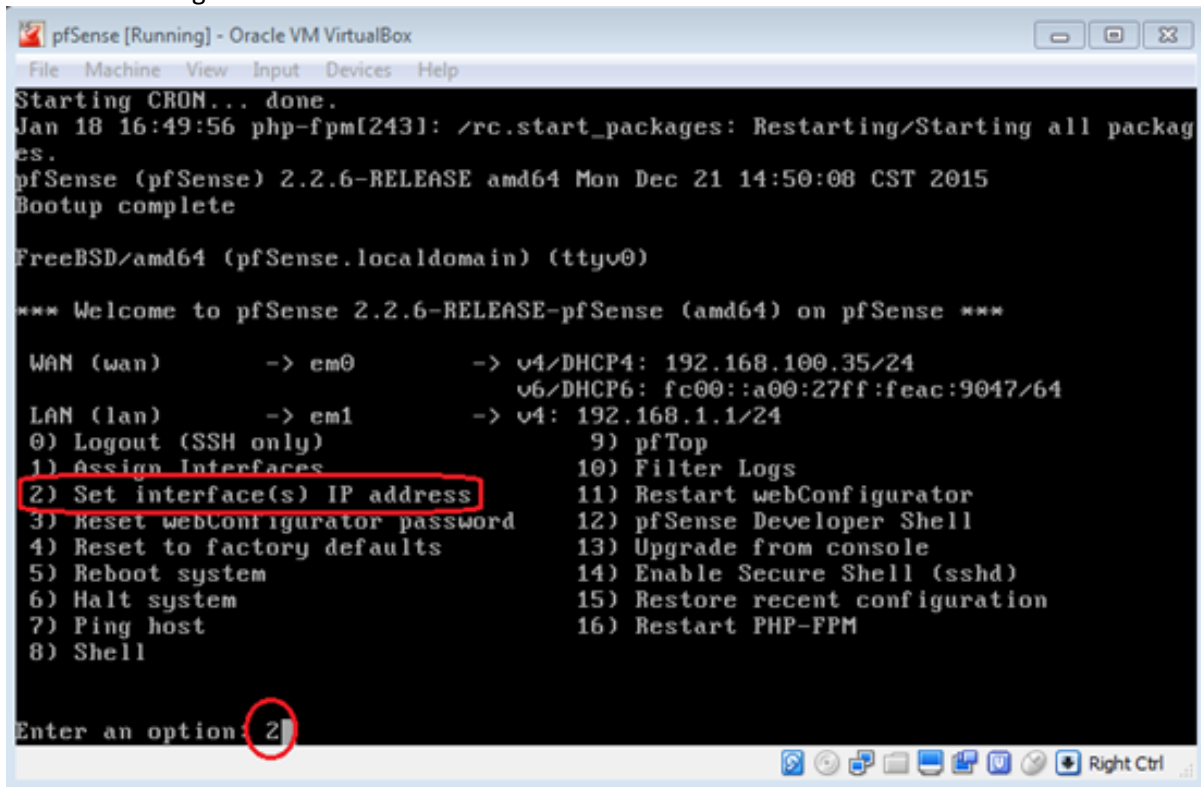 pfSense [Running] - Oracle VM VirtualBox
File Machine View Input Devices Help
Starting CRON... done.
Jan 18 16:49:56 php-fpm[243]: /rc.start_packages: Restarting/Starting all packag
es.
pfSense (pfSense) 2.2.6-RELEASE amd64 Mon Dec 21 14:50:08 CST 2015
Bootup complete
FreeBSD/amd64 (pfSense.localdomain) (ttyv0)
*** Welcome to pfSense 2.2.6-RELEASE-pfSense (amd64) on pfSense ***
WAN (wan) -> em0 -> v4/DHCP4: 192.168.100.35/24
v6/DHCP6: fc00::a00:27ff:feac:9047/64
LAN (lan) -> em1 -> v4: 192.168.1.1/24
0) Logout (SSH only) 9) pfTop
1) Assign Interfaces 10) Filter Logs
2) Set interface(s) IP address 11) Restart webConfigurator
3) Reset webConfigurator password 12) pfSense Developer Shell
4) Reset to factory defaults 13) Upgrade from console
5) Reboot system 14) Enable Secure Shell (sshd)
6) Halt system 15) Restore recent configuration
7) Ping host 16) Restart PHP-FPM
8) Shell
Enter an option: 2
Right Ctrl